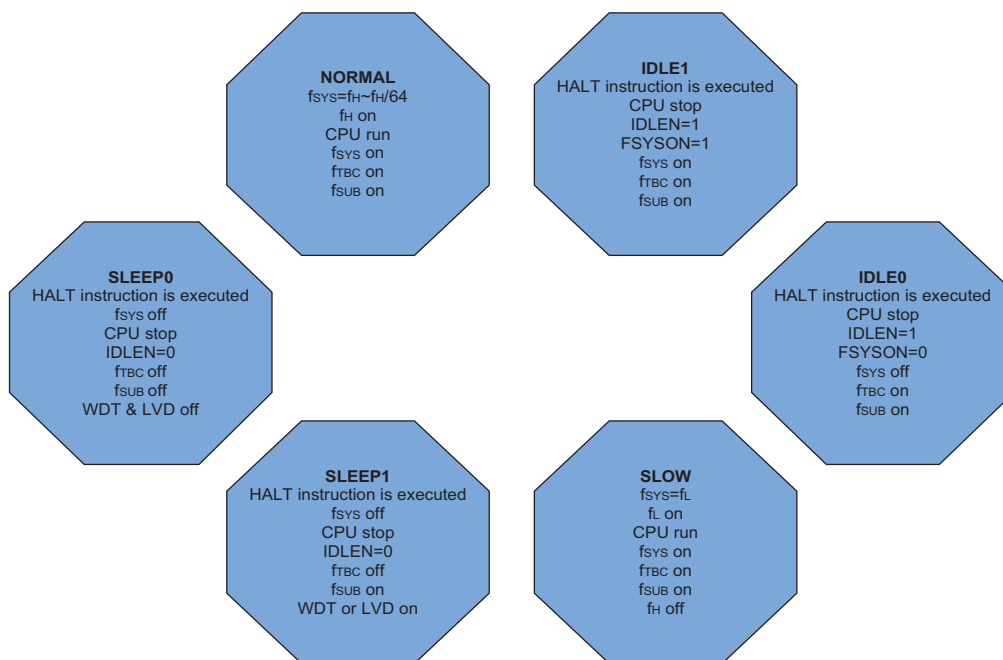 NORMAL
fSYS=fH~fH/64
fH on
CPU run
fSYS on
fTBC on
fSUB on
IDLE1
HALT instruction is executed
CPU stop
IDLEN=1
FSYSON=1
fSYS on
fTBC on
fSUB on
SLEEP0
HALT instruction is executed
fSYS off
CPU stop
IDLEN=0
fTBC off
fSUB off
WDT & LVD off
IDLE0
HALT instruction is executed
CPU stop
IDLEN=1
FSYSON=0
fSYS off
fTBC on
fSUB on
SLEEP1
HALT instruction is executed
fSYS off
CPU stop
IDLEN=0
fTBC off
fSUB on
WDT or LVD on
SLOW
fSYS=fL
fL on
CPU run
fSYS on
fTBC on
fSUB on
fH off